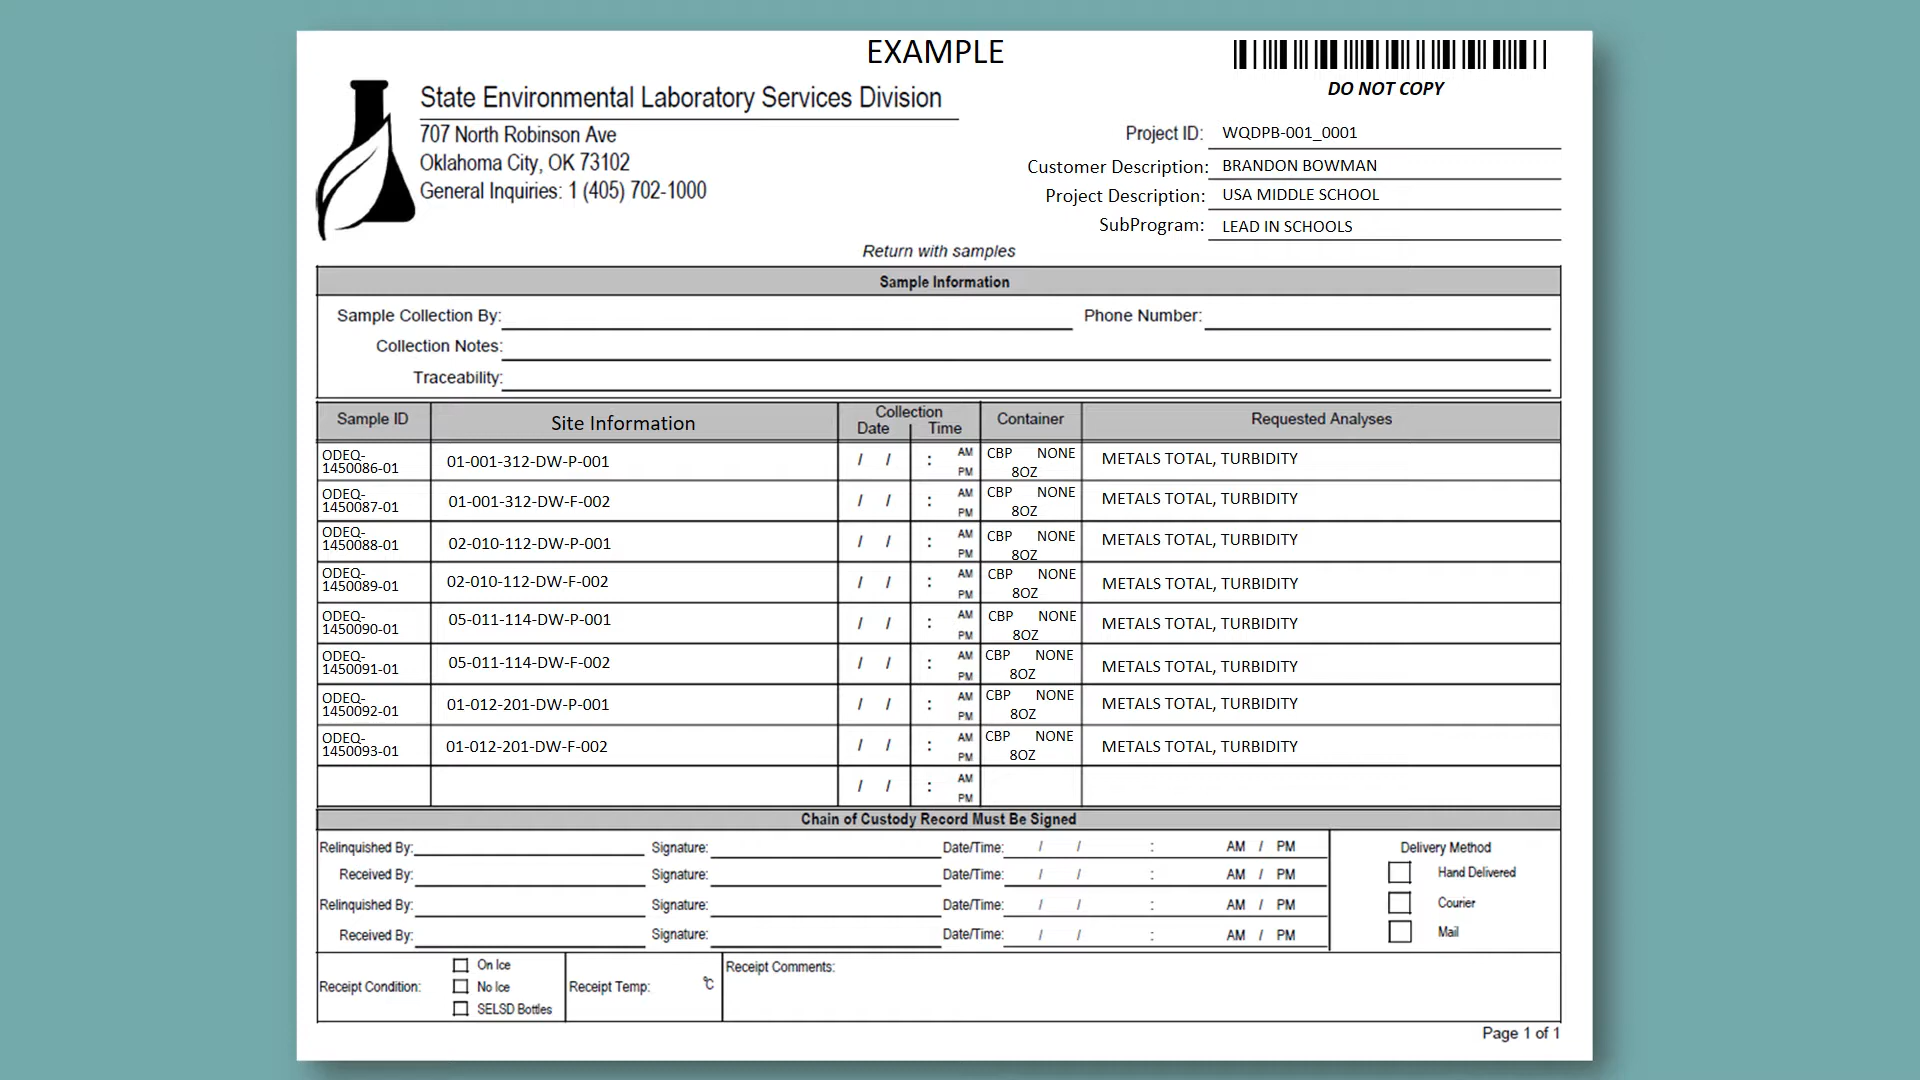 EXAMPLE
DO NOT COPY
State Environmental Laboratory Services Division
707 North Robinson Ave
Oklahoma City, OK 73102
General Inquiries: 1 (405) 702-1000
Project ID: WQDPB-001_0001
Customer Description: BRANDON BOWMAN
Project Description: USA MIDDLE SCHOOL
SubProgram: LEAD IN SCHOOLS
Return with samples
Sample Information
Sample Collection By: Phone Number:
Collection Notes:
Traceability:
Sample ID Site Information Collection Date Time Container Requested Analyses
ODEQ-1450086-01 01-001-312-DW-P-001 / / : AM PM CBP NONE 8OZ METALS TOTAL, TURBIDITY
ODEQ-1450087-01 01-001-312-DW-F-002 / / : AM PM CBP NONE 8OZ METALS TOTAL, TURBIDITY
ODEQ-1450088-01 02-010-112-DW-P-001 / / : AM PM CBP NONE 8OZ METALS TOTAL, TURBIDITY
ODEQ-1450089-01 02-010-112-DW-F-002 / / : AM PM CBP NONE 8OZ METALS TOTAL, TURBIDITY
ODEQ-1450090-01 05-011-114-DW-P-001 / / : AM PM CBP NONE 8OZ METALS TOTAL, TURBIDITY
ODEQ-1450091-01 05-011-114-DW-F-002 / / : AM PM CBP NONE 8OZ METALS TOTAL, TURBIDITY
ODEQ-1450092-01 01-012-201-DW-P-001 / / : AM PM CBP NONE 8OZ METALS TOTAL, TURBIDITY
ODEQ-1450093-01 01-012-201-DW-F-002 / / : AM PM CBP NONE 8OZ METALS TOTAL, TURBIDITY
/ / : AM PM
Chain of Custody Record Must Be Signed
Relinquished By: Signature: Date/Time: / / : AM / PM
Received By: Signature: Date/Time: / / : AM / PM
Relinquished By: Signature: Date/Time: / / : AM / PM
Received By: Signature: Date/Time: / / : AM / PM
Delivery Method
Hand Delivered
Courier
Mail
Receipt Condition:
On Ice
No Ice
SELSD Bottles
Receipt Temp: °C
Receipt Comments:
Page 1 of 1